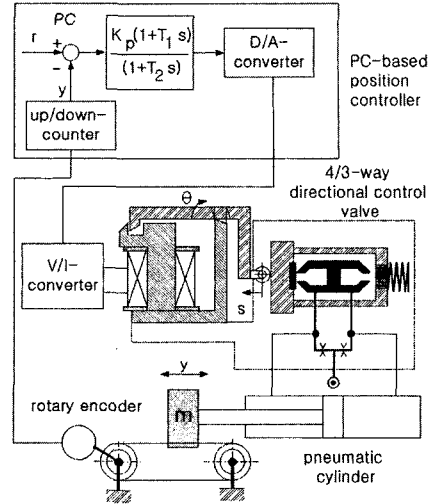 PC
r
+
−
y
K_p(1+T_1 s)
(1+T_2 s)
D/A-
converter
up/down-
counter
PC-based
position
controller
4/3-way
directional control
valve
θ
V/I-
converter
s
y
m
rotary encoder
pneumatic
cylinder